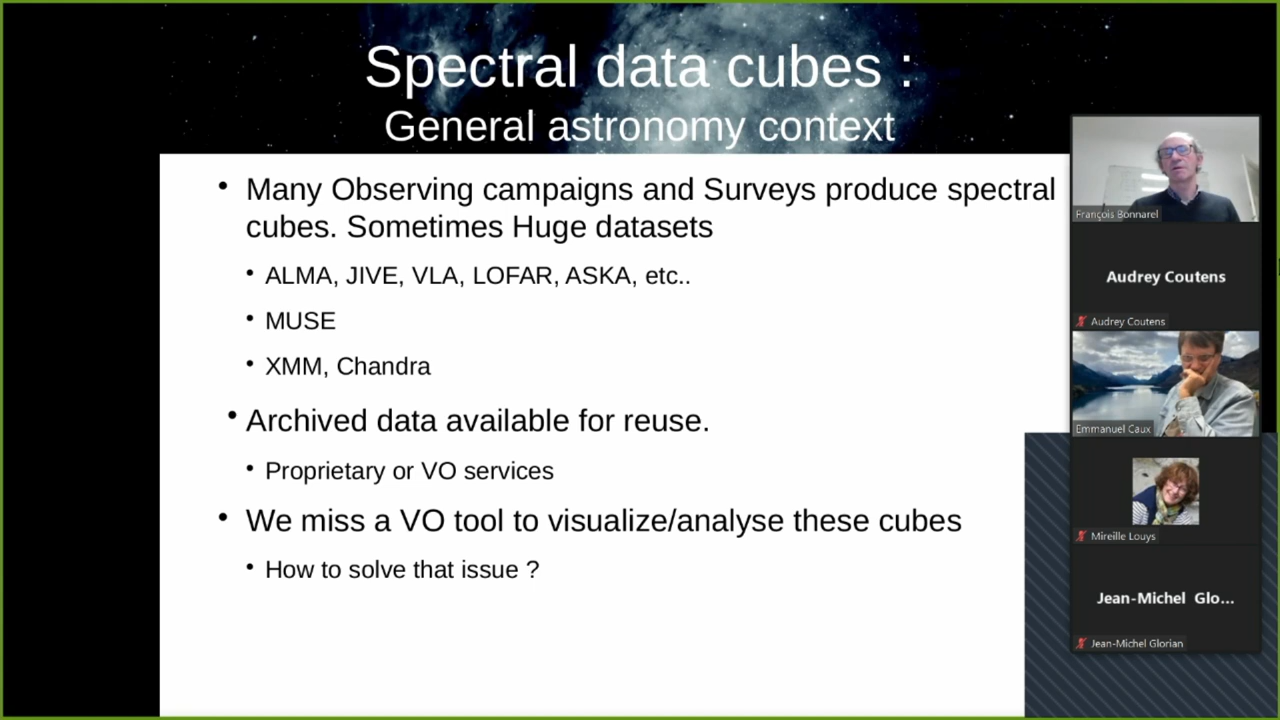 Spectral data cubes :
General astronomy context
• Many Observing campaigns and Surveys produce spectral
cubes. Sometimes Huge datasets
• ALMA, JIVE, VLA, LOFAR, ASKA, etc..
• MUSE
• XMM, Chandra
• Archived data available for reuse.
• Proprietary or VO services
• We miss a VO tool to visualize/analyse these cubes
• How to solve that issue ?
François Bonnarel
Audrey Coutens
Audrey Coutens
Emmanuel Caux
Mireille Louys
Jean-Michel Glo...
Jean-Michel Glorian